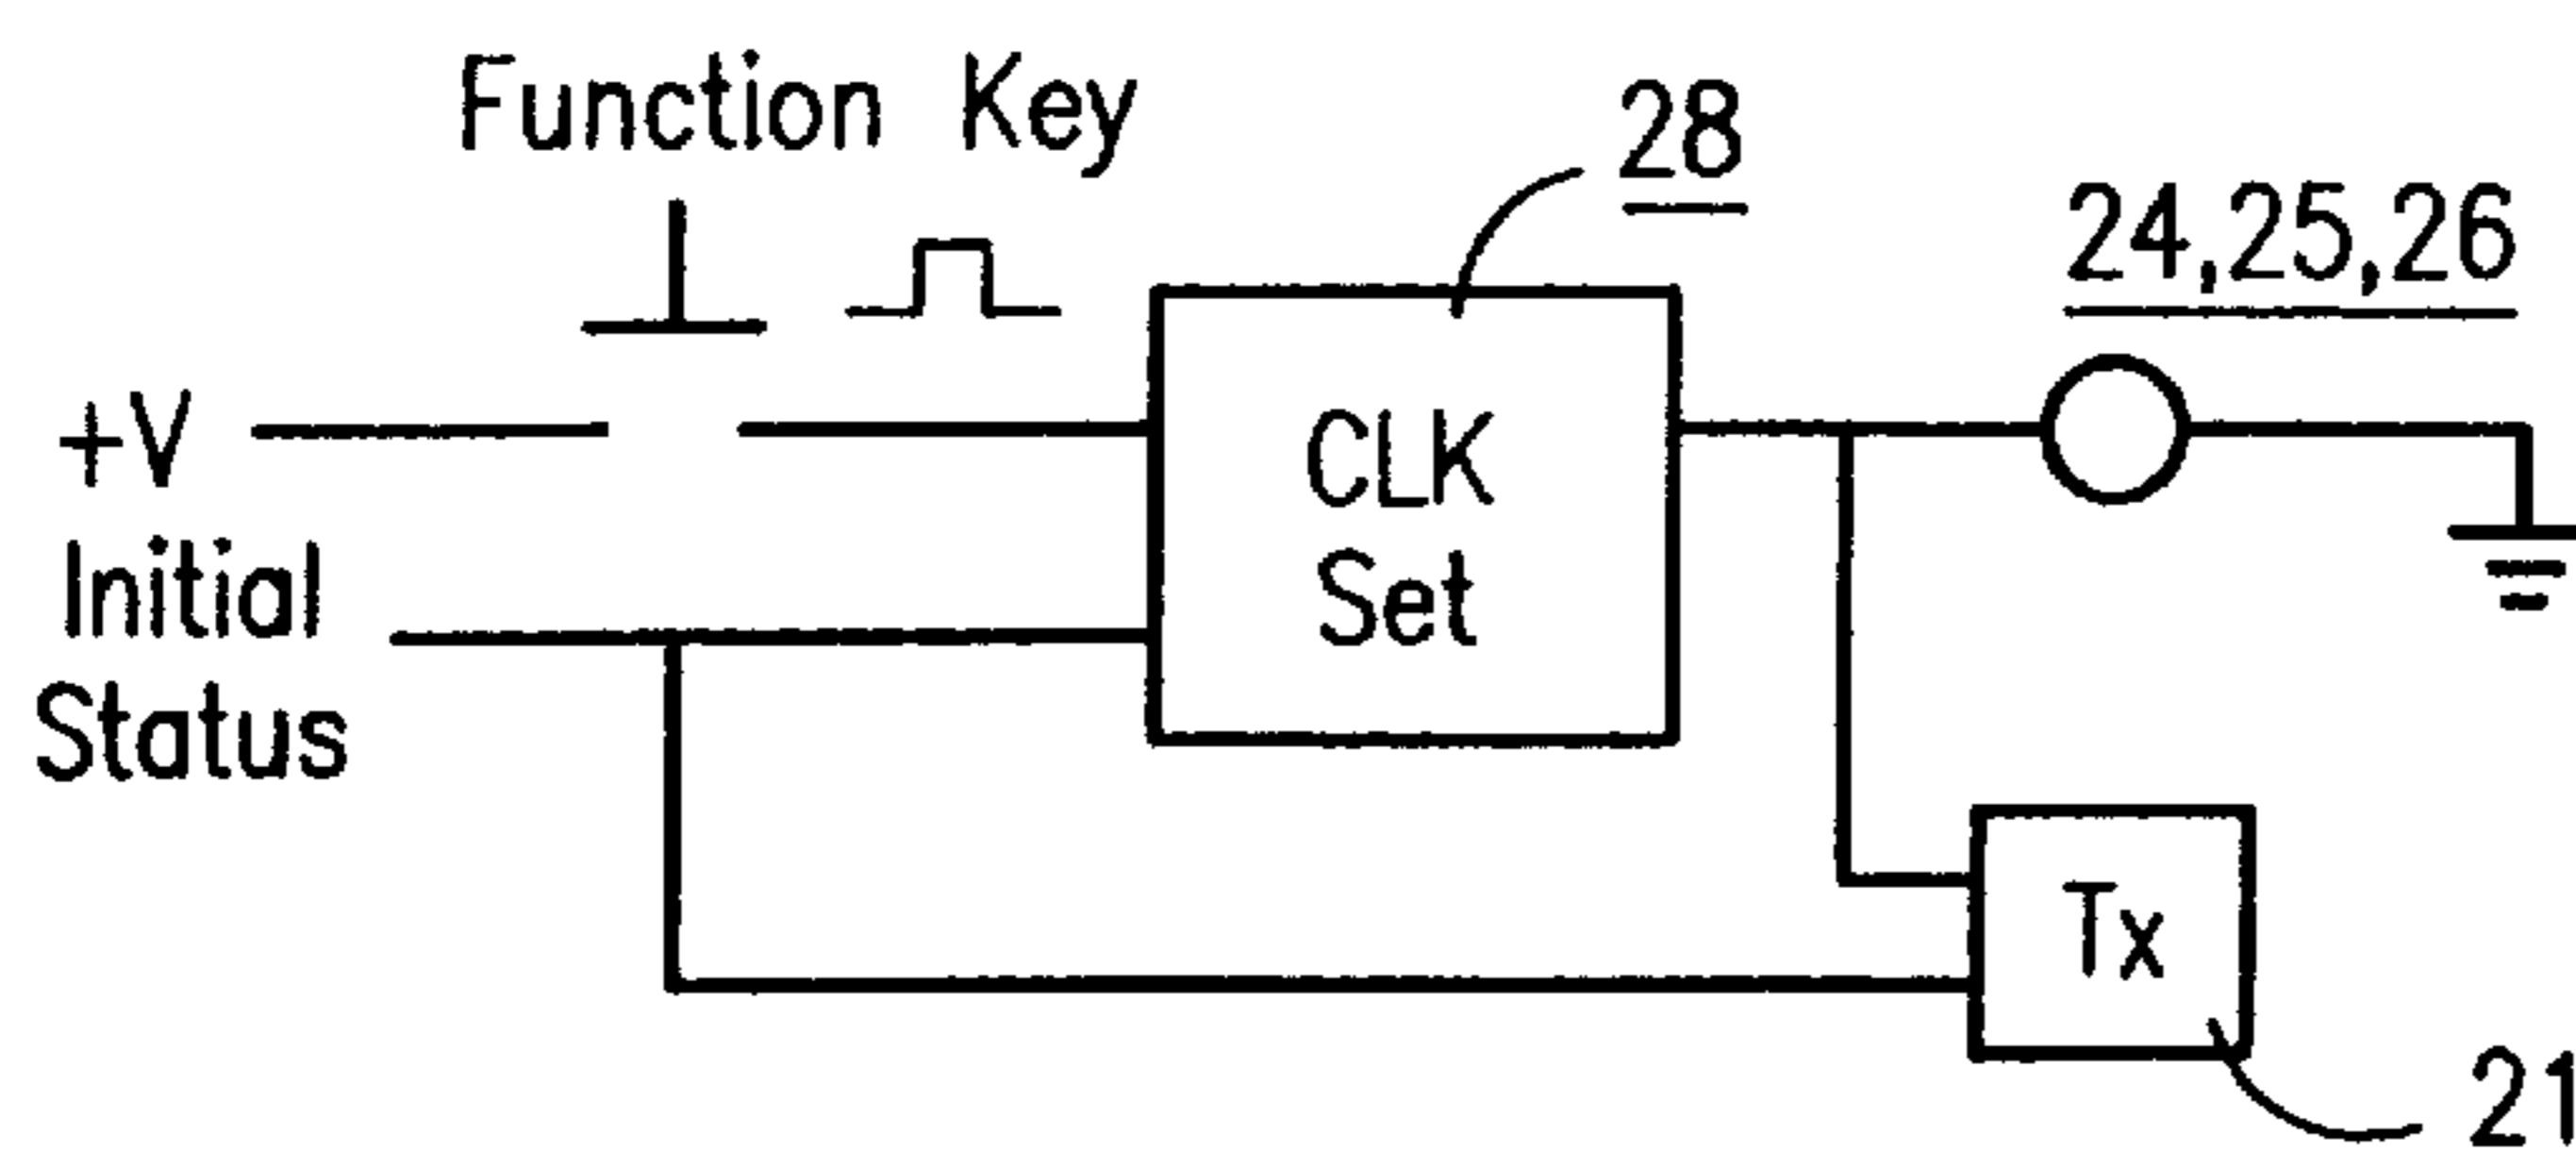 Function Key
28
24,25,26
+V
CLK
Initial
Set
Status
Tx
21